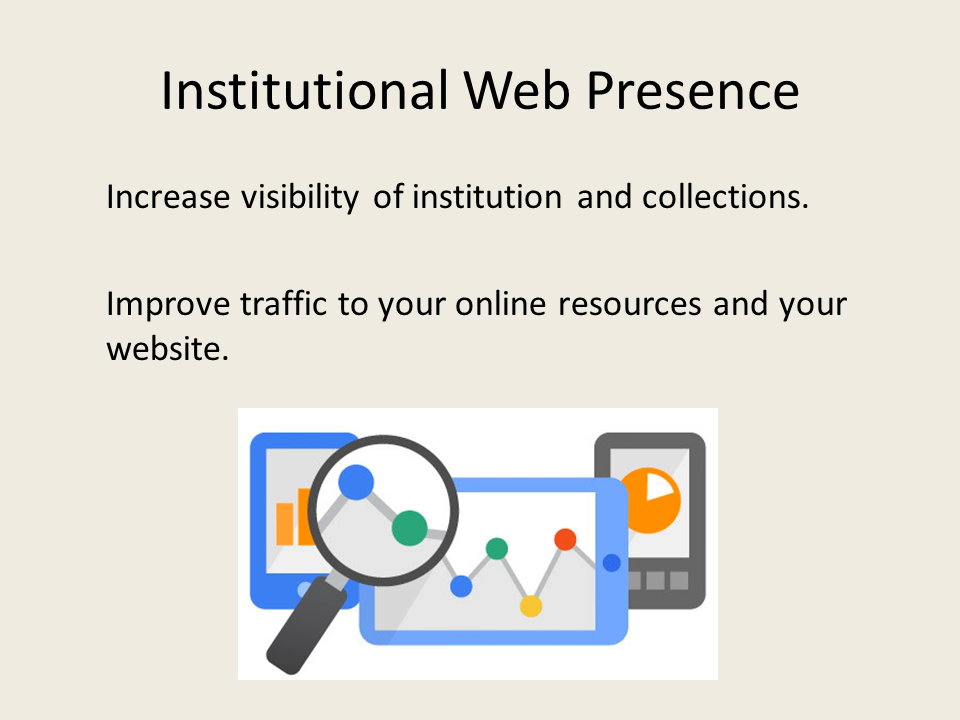 Institutional Web Presence
Increase visibility of institution and collections.
Improve traffic to your online resources and your
website.